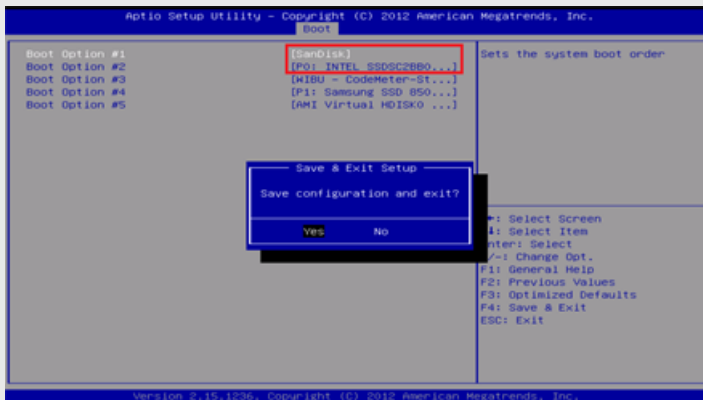 Aptio Setup Utility – Copyright (C) 2012 American Megatrends, Inc.
Boot
Boot Option #1 [SanDisk]
Boot Option #2 [P0: INTEL SSDSC2BB0...]
Boot Option #3 [WIBU - CodeMeter-St...]
Boot Option #4 [P1: Samsung SSD 850...]
Boot Option #5 [AMI Virtual HDISK0 ...]
Sets the system boot order
Save & Exit Setup
Save configuration and exit?
Yes No
: Select Screen
: Select Item
nter: Select
/-: Change Opt.
F1: General Help
F2: Previous Values
F3: Optimized Defaults
F4: Save & Exit
ESC: Exit
Version 2.15.1236. Copyright (C) 2012 American Megatrends, Inc.